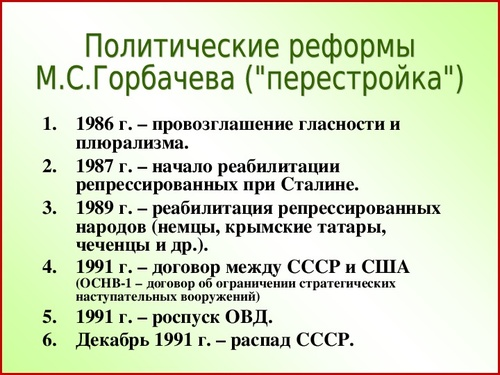 Политические реформы
М.С.Горбачева ("перестройка")
1. 1986 г. – провозглашение гласности и
плюрализма.
2. 1987 г. – начало реабилитации
репрессированных при Сталине.
3. 1989 г. – реабилитация репрессированных
народов (немцы, крымские татары,
чеченцы и др.).
4. 1991 г. – договор между СССР и США
(ОСНВ-1 – договор об ограничении стратегических
наступательных вооружений)
5. 1991 г. – роспуск ОВД.
6. Декабрь 1991 г. – распад СССР.